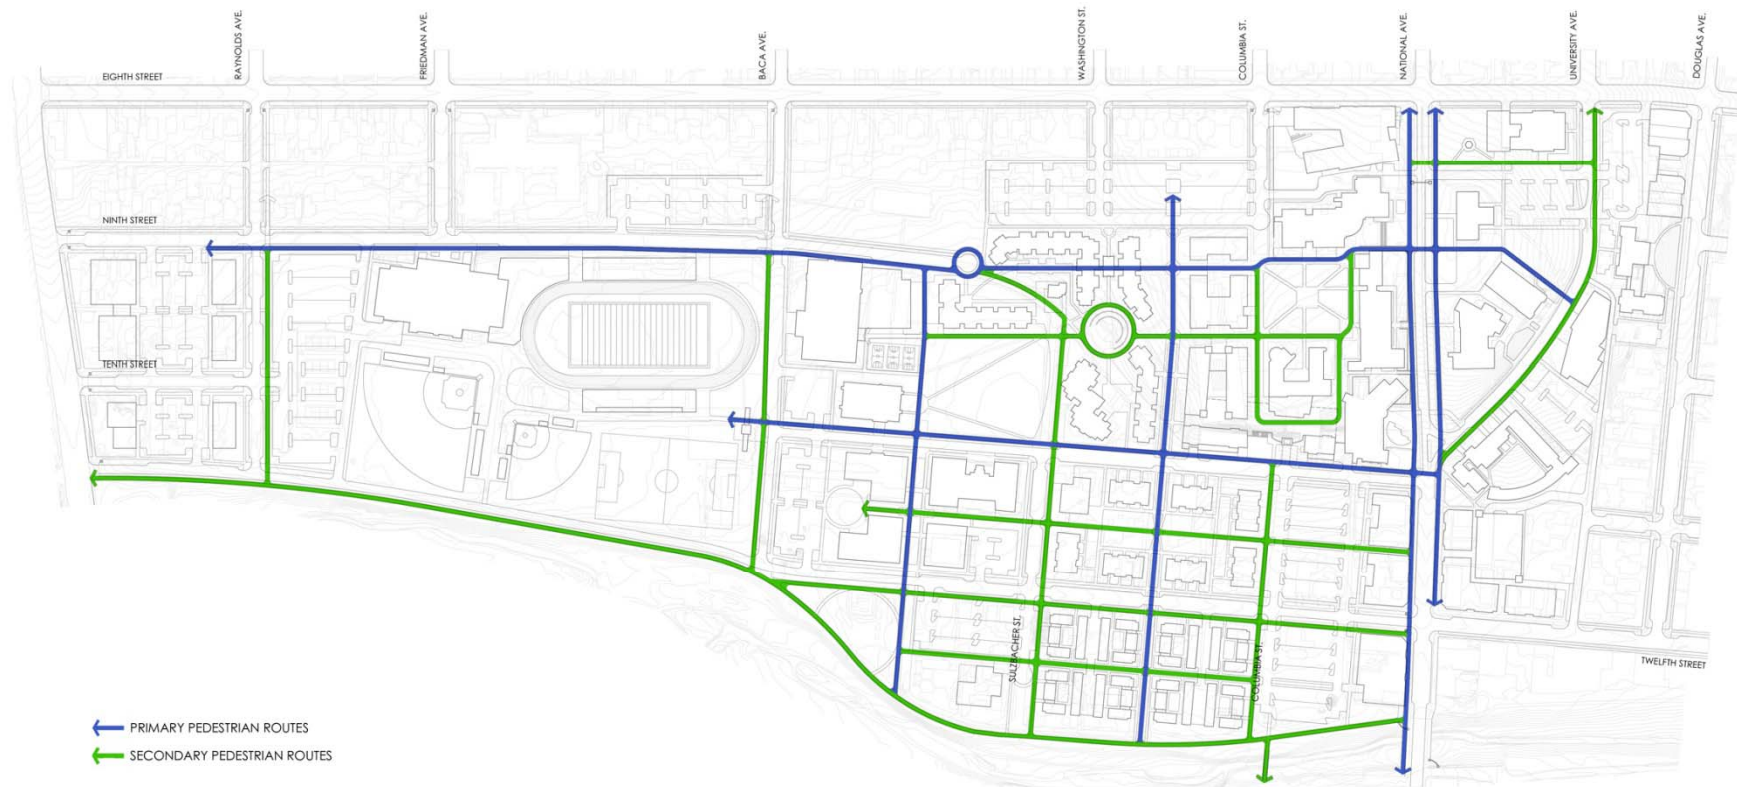 RAYNOLDS AVE.
FRIEDMAN AVE.
BACA AVE.
WASHINGTON ST.
COLUMBIA ST.
NATIONAL AVE.
UNIVERSITY AVE.
DOUGLAS AVE.
EIGHTH STREET
NINTH STREET
TENTH STREET
SULZBACHER ST.
COLUMBIA ST.
TWELFTH STREET
PRIMARY PEDESTRIAN ROUTES
SECONDARY PEDESTRIAN ROUTES